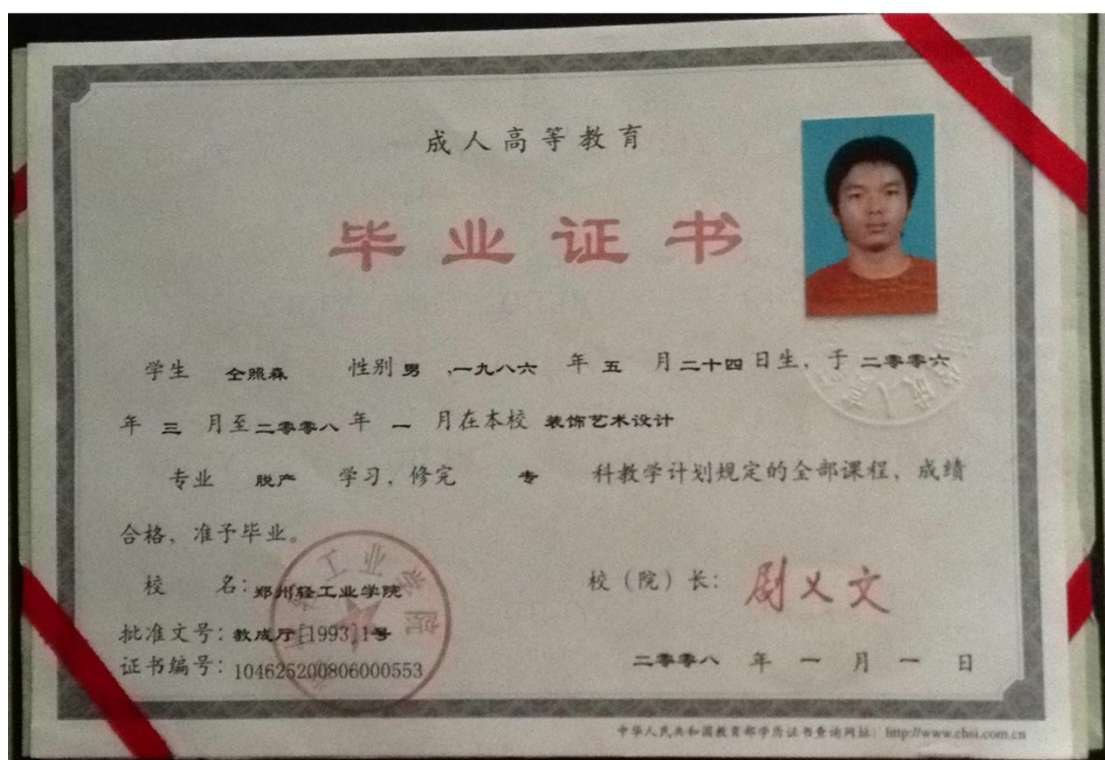 成人高等教育
毕业证书
学生 仝照森 性别 男 ,一九八六 年 五 月 二十四 日生, 于 二零零六
年 三 月至 二零零八 年 一 月在本校 装饰艺术设计
专业 脱产 学习, 修完 专 科教学计划规定的全部课程, 成绩
合格, 准予毕业。
校 名: 郑州轻工业学院 校(院)长: 尉义文
批准文号: 教成厅[1993]1号
证书编号: 104625200806000553 二零零八 年 一 月 一 日
中华人民共和国教育部学历证书查询网址: http://www.chsi.com.cn